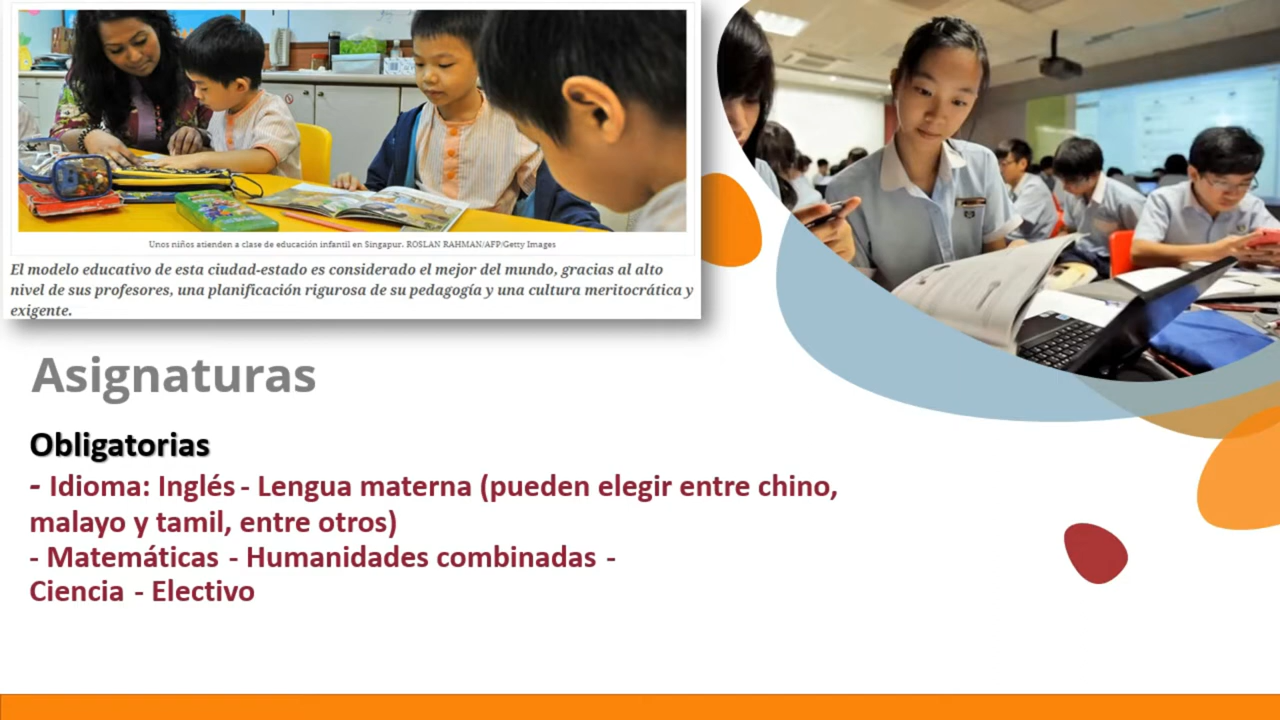 Unos niños atienden a clase de educación infantil en Singapur. ROSLAN RAHMAN/AFP/Getty Images
El modelo educativo de esta ciudad-estado es considerado el mejor del mundo, gracias al alto
nivel de sus profesores, una planificación rigurosa de su pedagogía y una cultura meritocrática y
exigente.
Asignaturas
Obligatorias
- Idioma: Inglés - Lengua materna (pueden elegir entre chino,
malayo y tamil, entre otros)
- Matemáticas - Humanidades combinadas -
Ciencia - Electivo